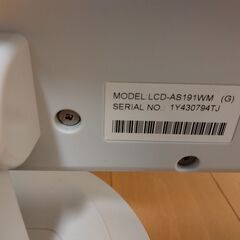 MODEL:LCD-AS191WM (G)
SERIAL NO.: 1Y430794TJ